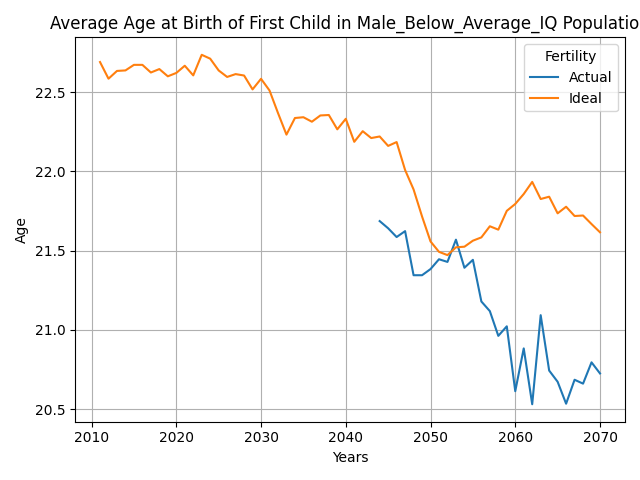 Average Age at Birth of First Child in Male_Below_Average_IQ Populatio
Fertility
Actual
Ideal
22.5
22.0
21.5
21.0
20.5
Age
2010 2020 2030 2040 2050 2060 2070
Years